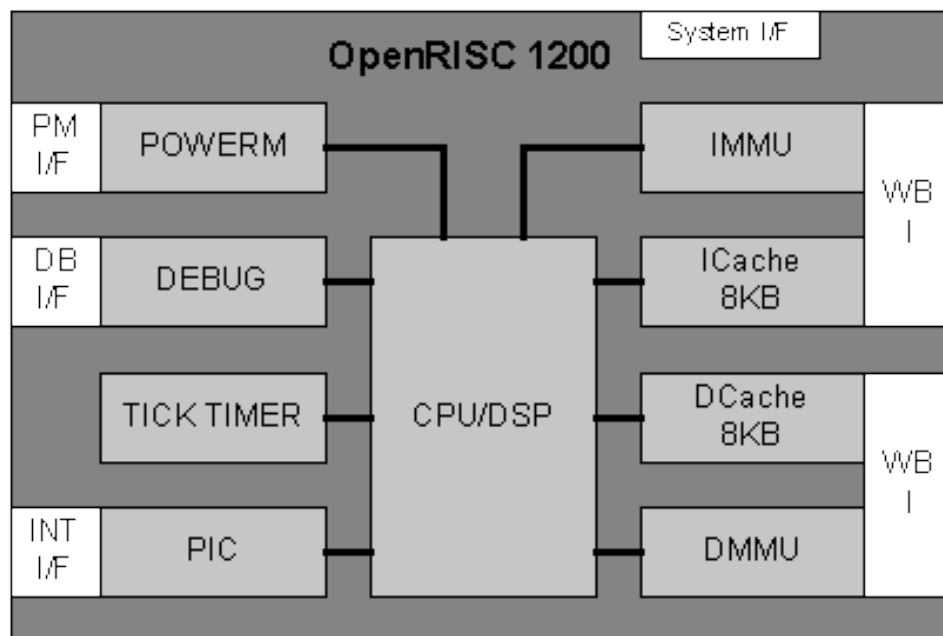 System I/F
OpenRISC 1200
PM
I/F
POWERM
IMMU
WB
I
DB
I/F
DEBUG
ICache
8KB
TICK TIMER
CPU/DSP
DCache
8KB
WB
I
INT
I/F
PIC
DMMU